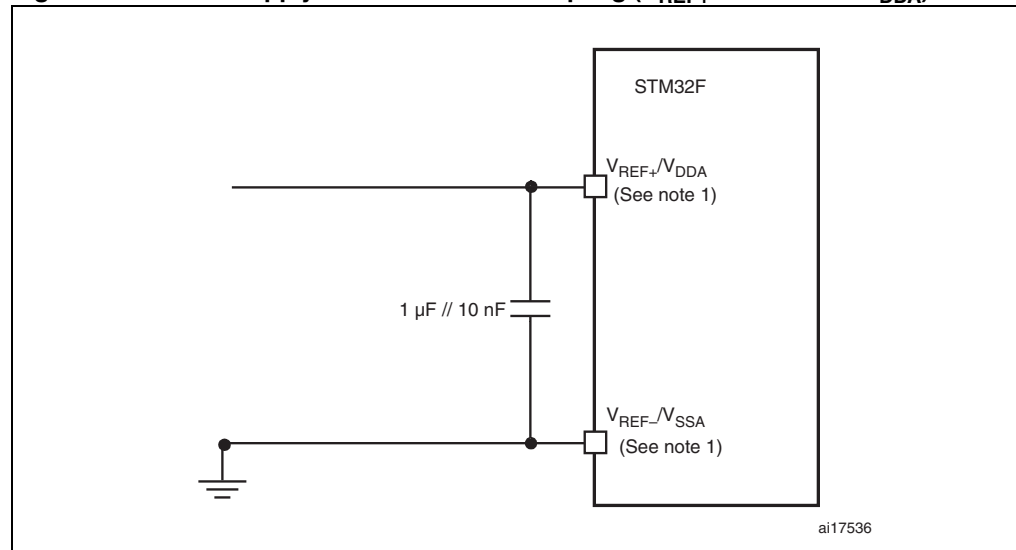 STM32F
VREF+/VDDA
(See note 1)
1 µF // 10 nF
VREF–/VSSA
(See note 1)
ai17536